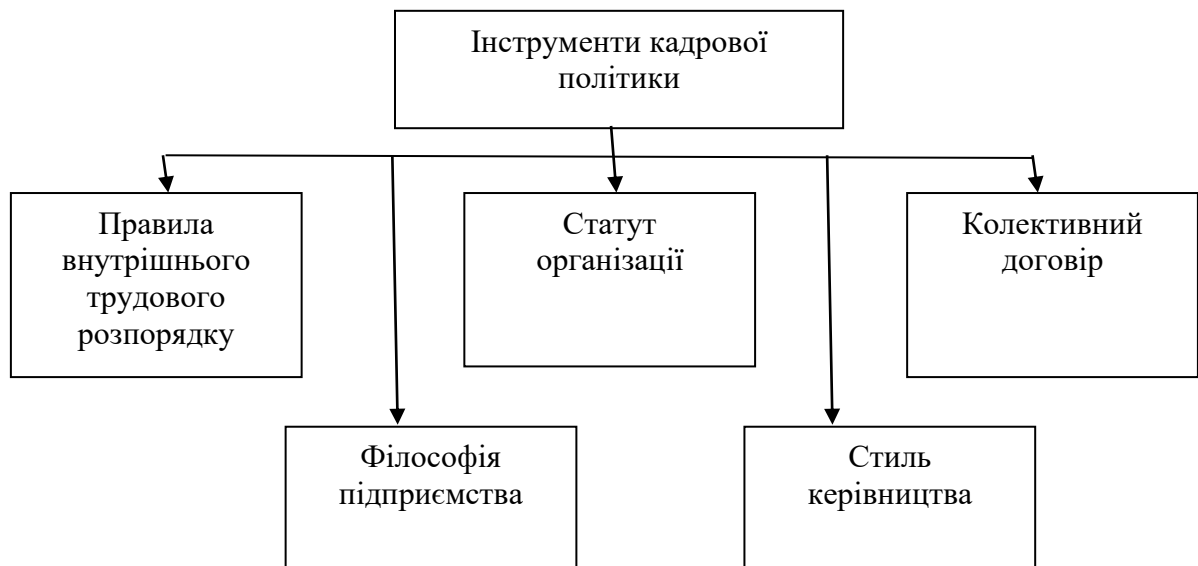 Інструменти кадрової
політики
Правила
внутрішнього
трудового
розпорядку
Статут
організації
Колективний
договір
Філософія
підприємства
Стиль
керівництва